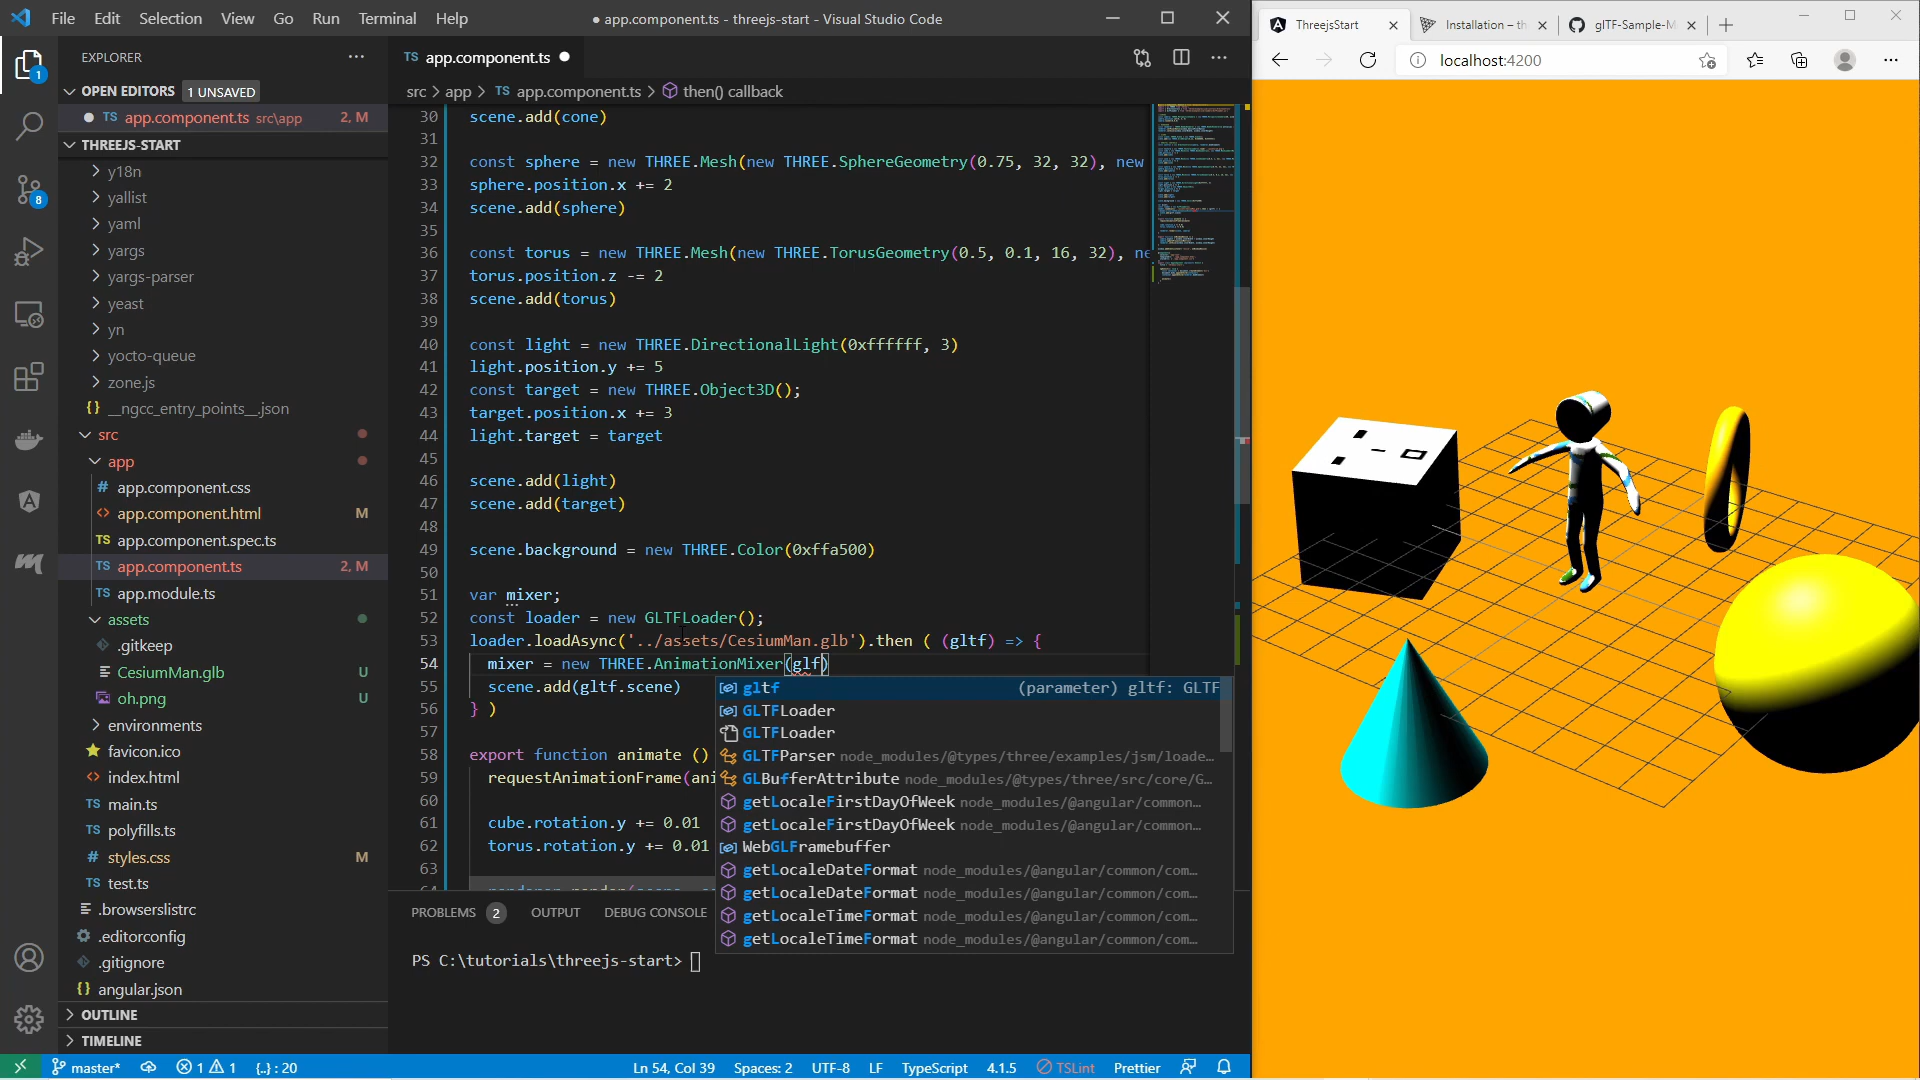 File Edit Selection View Go Run Terminal Help
● app.component.ts - threejs-start - Visual Studio Code
EXPLORER
OPEN EDITORS 1 UNSAVED
TS app.component.ts src\app 2, M
THREEJS-START
y18n
yallist
yaml
yargs
yargs-parser
yeast
yn
yocto-queue
zone.js
{} __ngcc_entry_points__.json
src
app
# app.component.css
<> app.component.html M
TS app.component.spec.ts
TS app.component.ts 2, M
TS app.module.ts
assets
.gitkeep
CesiumMan.glb U
oh.png U
environments
favicon.ico
<> index.html
TS main.ts
TS polyfills.ts
# styles.css M
TS test.ts
.browserslistrc
.editorconfig
.gitignore
{} angular.json
OUTLINE
TIMELINE
1
8
TS app.component.ts
src > app > TS app.component.ts > then() callback
30 scene.add(cone)
31
32 const sphere = new THREE.Mesh(new THREE.SphereGeometry(0.75, 32, 32), new
33 sphere.position.x += 2
34 scene.add(sphere)
35
36 const torus = new THREE.Mesh(new THREE.TorusGeometry(0.5, 0.1, 16, 32), ne
37 torus.position.z -= 2
38 scene.add(torus)
39
40 const light = new THREE.DirectionalLight(0xffffff, 3)
41 light.position.y += 5
42 const target = new THREE.Object3D();
43 target.position.x += 3
44 light.target = target
45
46 scene.add(light)
47 scene.add(target)
48
49 scene.background = new THREE.Color(0xffa500)
50
51 var mixer;
52 const loader = new GLTFLoader();
53 loader.loadAsync('../assets/CesiumMan.glb').then ( (gltf) => {
54 mixer = new THREE.AnimationMixer(glf)
55 scene.add(gltf.scene)
56 } )
57
58 export function animate ()
59 requestAnimationFrame(ani
60
61 cube.rotation.y += 0.01
62 torus.rotation.y += 0.01
63
64
gltf (parameter) gltf: GLTF
GLTFLoader
GLTFLoader
GLTFParser node_modules/@types/three/examples/jsm/loade…
GLBufferAttribute node_modules/@types/three/src/core/G…
getLocaleFirstDayOfWeek node_modules/@angular/common…
getLocaleFirstDayOfWeek node_modules/@angular/common…
WebGLFramebuffer
getLocaleDateFormat node_modules/@angular/common/com…
getLocaleDateFormat node_modules/@angular/common/com…
getLocaleTimeFormat node_modules/@angular/common/com…
getLocaleTimeFormat node_modules/@angular/common/com…
PROBLEMS 2 OUTPUT DEBUG CONSOLE
PS C:\tutorials\threejs-start>
master* 1 1 {..} : 20 Ln 54, Col 39 Spaces: 2 UTF-8 LF TypeScript 4.1.5 TSLint Prettier
ThreejsStart
Installation – th
glTF-Sample-M
localhost:4200